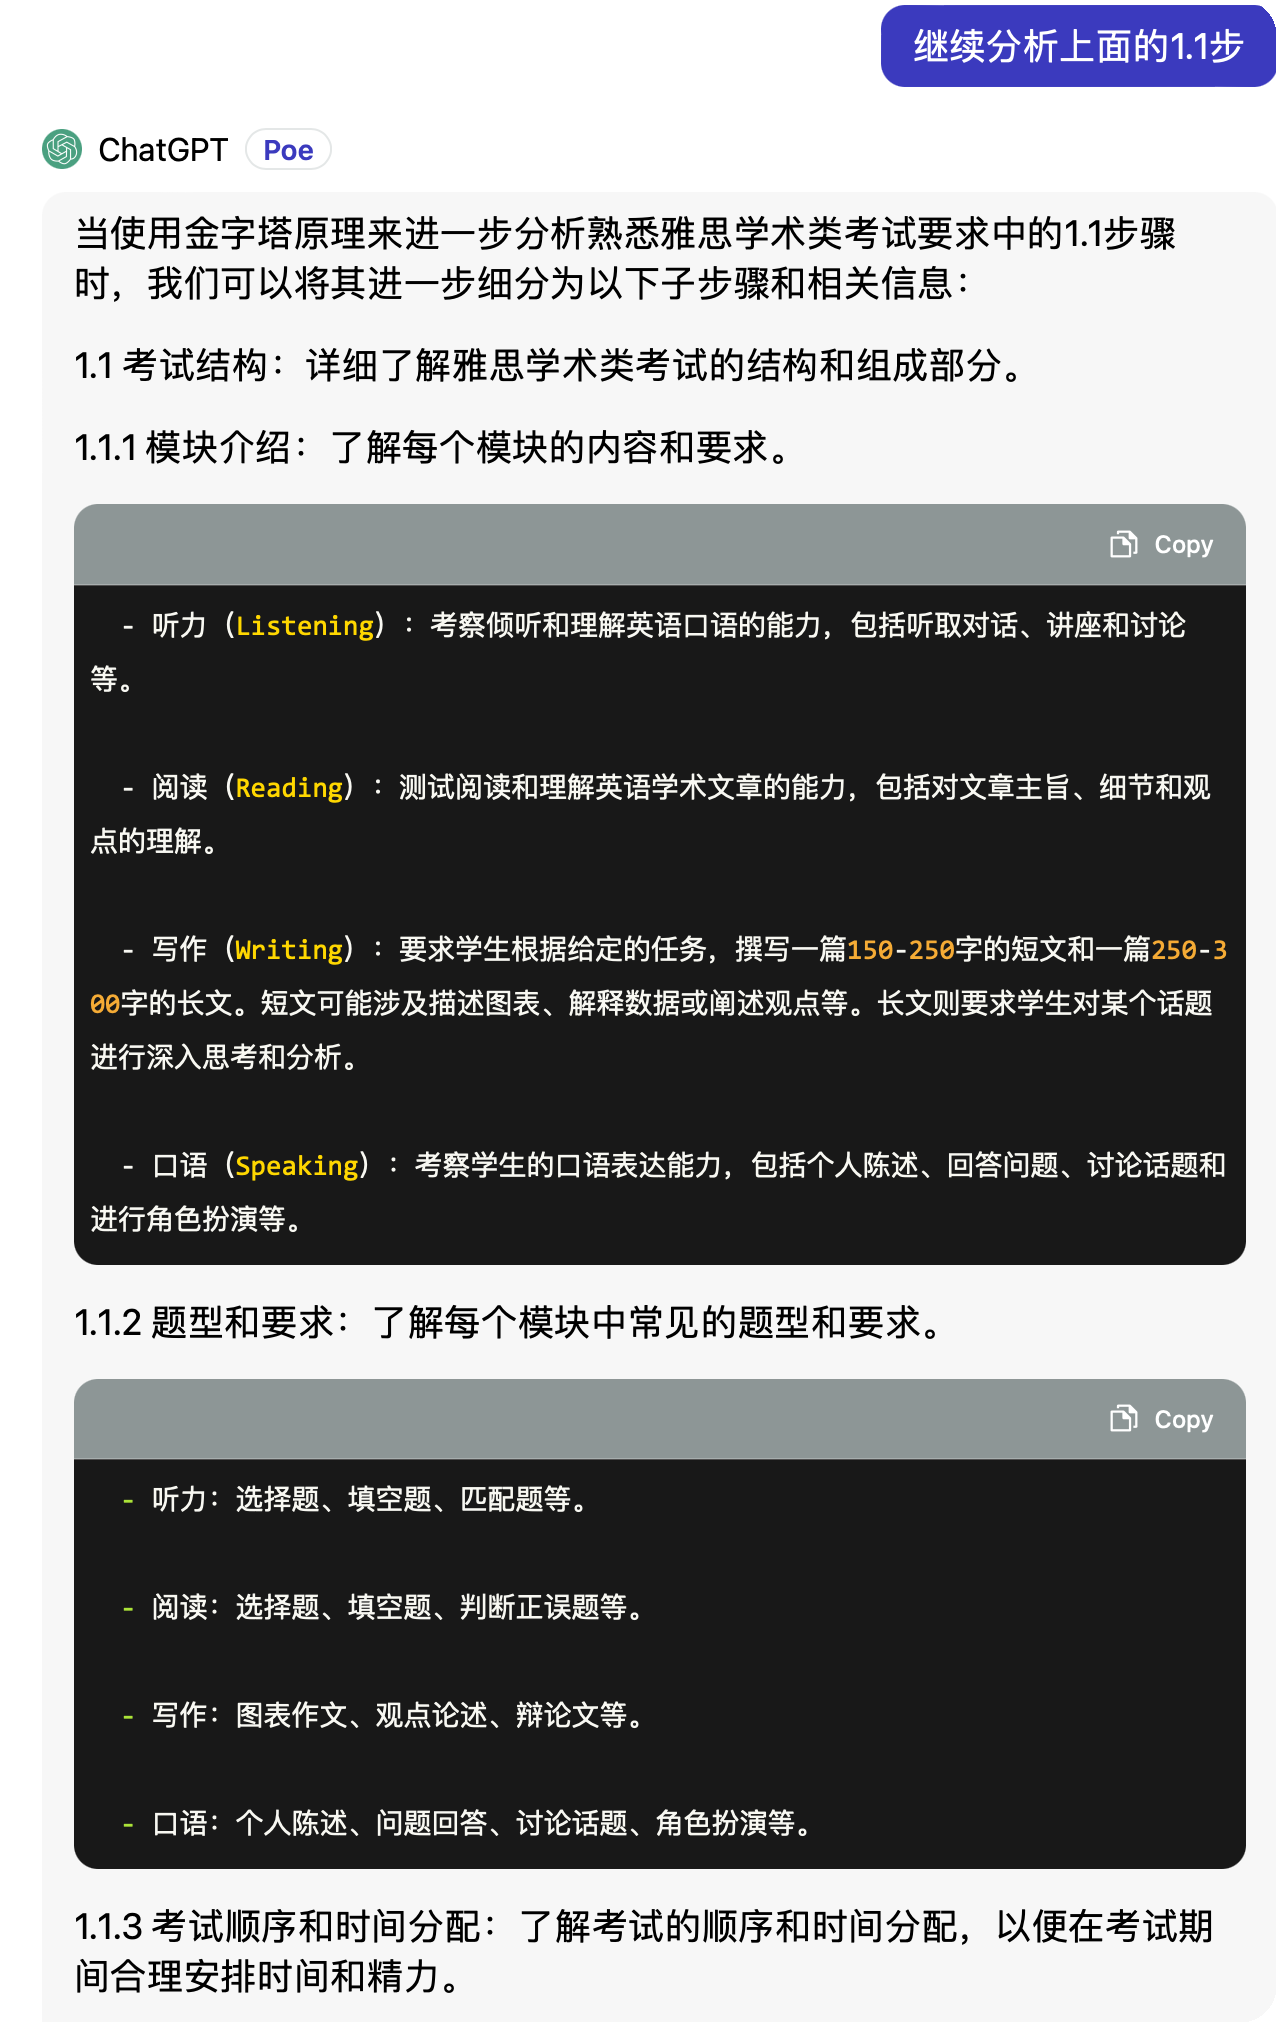 继续分析上面的1.1步
ChatGPT Poe
当使用金字塔原理来进一步分析熟悉雅思学术类考试要求中的1.1步骤
时，我们可以将其进一步细分为以下子步骤和相关信息：
1.1 考试结构：详细了解雅思学术类考试的结构和组成部分。
1.1.1 模块介绍：了解每个模块的内容和要求。
Copy
- 听力（Listening）：考察倾听和理解英语口语的能力，包括听取对话、讲座和讨论
等。
- 阅读（Reading）：测试阅读和理解英语学术文章的能力，包括对文章主旨、细节和观
点的理解。
- 写作（Writing）：要求学生根据给定的任务，撰写一篇150-250字的短文和一篇250-3
00字的长文。短文可能涉及描述图表、解释数据或阐述观点等。长文则要求学生对某个话题
进行深入思考和分析。
- 口语（Speaking）：考察学生的口语表达能力，包括个人陈述、回答问题、讨论话题和
进行角色扮演等。
1.1.2 题型和要求：了解每个模块中常见的题型和要求。
Copy
- 听力：选择题、填空题、匹配题等。
- 阅读：选择题、填空题、判断正误题等。
- 写作：图表作文、观点论述、辩论文等。
- 口语：个人陈述、问题回答、讨论话题、角色扮演等。
1.1.3 考试顺序和时间分配：了解考试的顺序和时间分配，以便在考试期
间合理安排时间和精力。